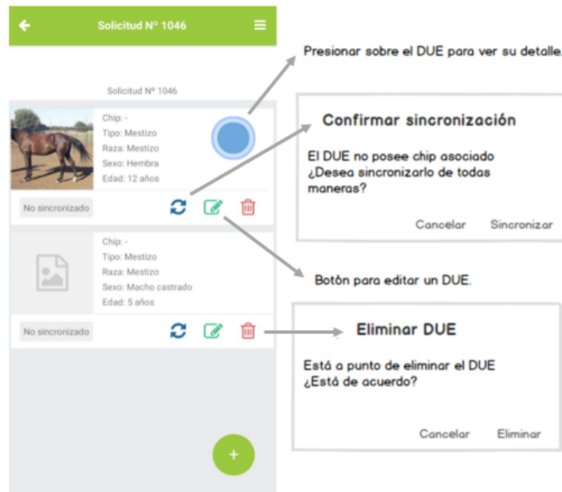 Solicitud Nº 1046
Solicitud Nº 1046
Chip: -
Tipo: Mestizo
Raza: Mestizo
Sexo: Hembra
Edad: 12 años
No sincronizado
Chip: -
Tipo: Mestizo
Raza: Mestizo
Sexo: Macho castrado
Edad: 5 años
No sincronizado
+
Presionar sobre el DUE para ver su detalle.
Confirmar sincronización
El DUE no posee chip asociado
¿Desea sincronizarlo de todas
maneras?
Cancelar Sincronizar
Botón para editar un DUE.
Eliminar DUE
Está a punto de eliminar el DUE
¿Está de acuerdo?
Cancelar Eliminar